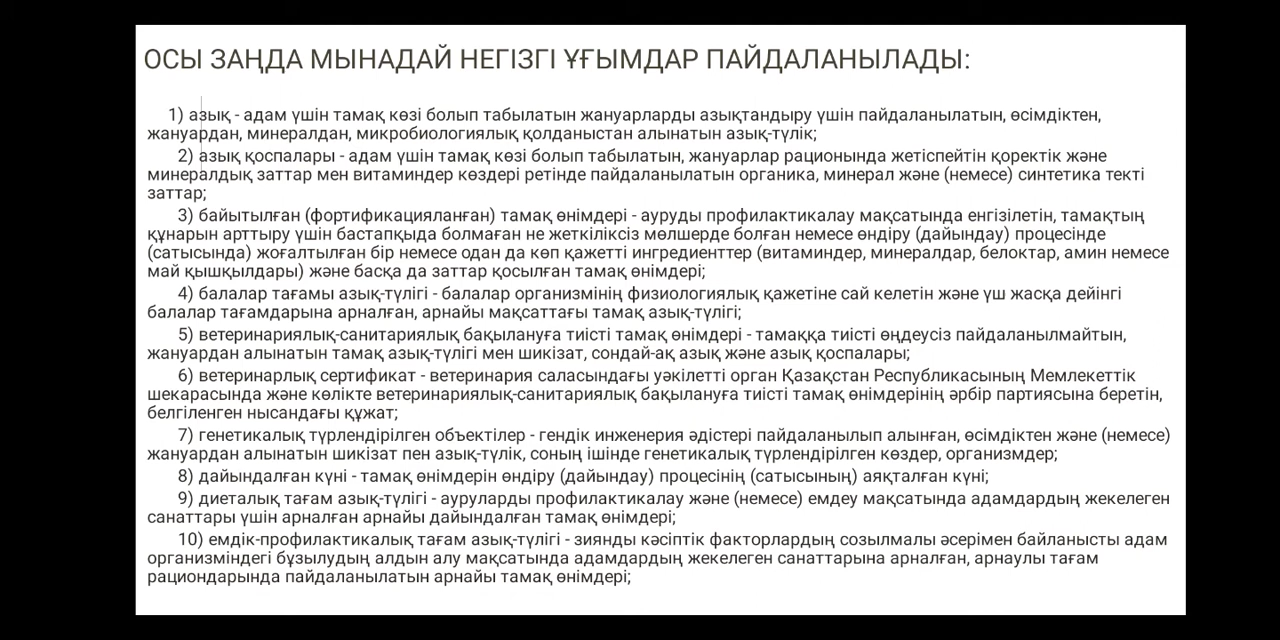 ОСЫ ЗАҢДА МЫНАДАЙ НЕГІЗГІ ҰҒЫМДАР ПАЙДАЛАНЫЛАДЫ:
1) азық - адам үшін тамақ көзі болып табылатын жануарларды азықтандыру үшін пайдаланылатын, өсімдіктен,
жануардан, минералдан, микробиологиялық қолданыстан алынатын азық-түлік;
2) азық қоспалары - адам үшін тамақ көзі болып табылатын, жануарлар рационында жетіспейтін қоректік және
минералдық заттар мен витаминдер көздері ретінде пайдаланылатын органика, минерал және (немесе) синтетика текті
заттар;
3) байытылған (фортификацияланған) тамақ өнімдері - ауруды профилактикалау мақсатында енгізілетін, тамақтың
құнарын арттыру үшін бастапқыда болмаған не жеткіліксіз мөлшерде болған немесе өндіру (дайындау) процесінде
(сатысында) жоғалтылған бір немесе одан да көп қажетті ингредиенттер (витаминдер, минералдар, белоктар, амин немесе
май қышқылдары) және басқа да заттар қосылған тамақ өнімдері;
4) балалар тағамы азық-түлігі - балалар организмінің физиологиялық қажетіне сай келетін және үш жасқа дейінгі
балалар тағамдарына арналған, арнайы мақсаттағы тамақ азық-түлігі;
5) ветеринариялық-санитариялық бақылануға тиісті тамақ өнімдері - тамаққа тиісті өңдеусіз пайдаланылмайтын,
жануардан алынатын тамақ азық-түлігі мен шикізат, сондай-ақ азық және азық қоспалары;
6) ветеринарлық сертификат - ветеринария саласындағы уәкілетті орган Қазақстан Республикасының Мемлекеттік
шекарасында және көлікте ветеринариялық-санитариялық бақылануға тиісті тамақ өнімдерінің әрбір партиясына беретін,
белгіленген нысандағы құжат;
7) генетикалық түрлендірілген объектілер - гендік инженерия әдістері пайдаланылып алынған, өсімдіктен және (немесе)
жануардан алынатын шикізат пен азық-түлік, соның ішінде генетикалық түрлендірілген көздер, организмдер;
8) дайындалған күні - тамақ өнімдерін өндіру (дайындау) процесінің (сатысының) аяқталған күні;
9) диеталық тағам азық-түлігі - ауруларды профилактикалау және (немесе) емдеу мақсатында адамдардың жекелеген
санаттары үшін арналған арнайы дайындалған тамақ өнімдері;
10) емдік-профилактикалық тағам азық-түлігі - зиянды кәсіптік факторлардың созылмалы әсерімен байланысты адам
организміндегі бұзылудың алдын алу мақсатында адамдардың жекелеген санаттарына арналған, арнаулы тағам
рациондарында пайдаланылатын арнайы тамақ өнімдері;